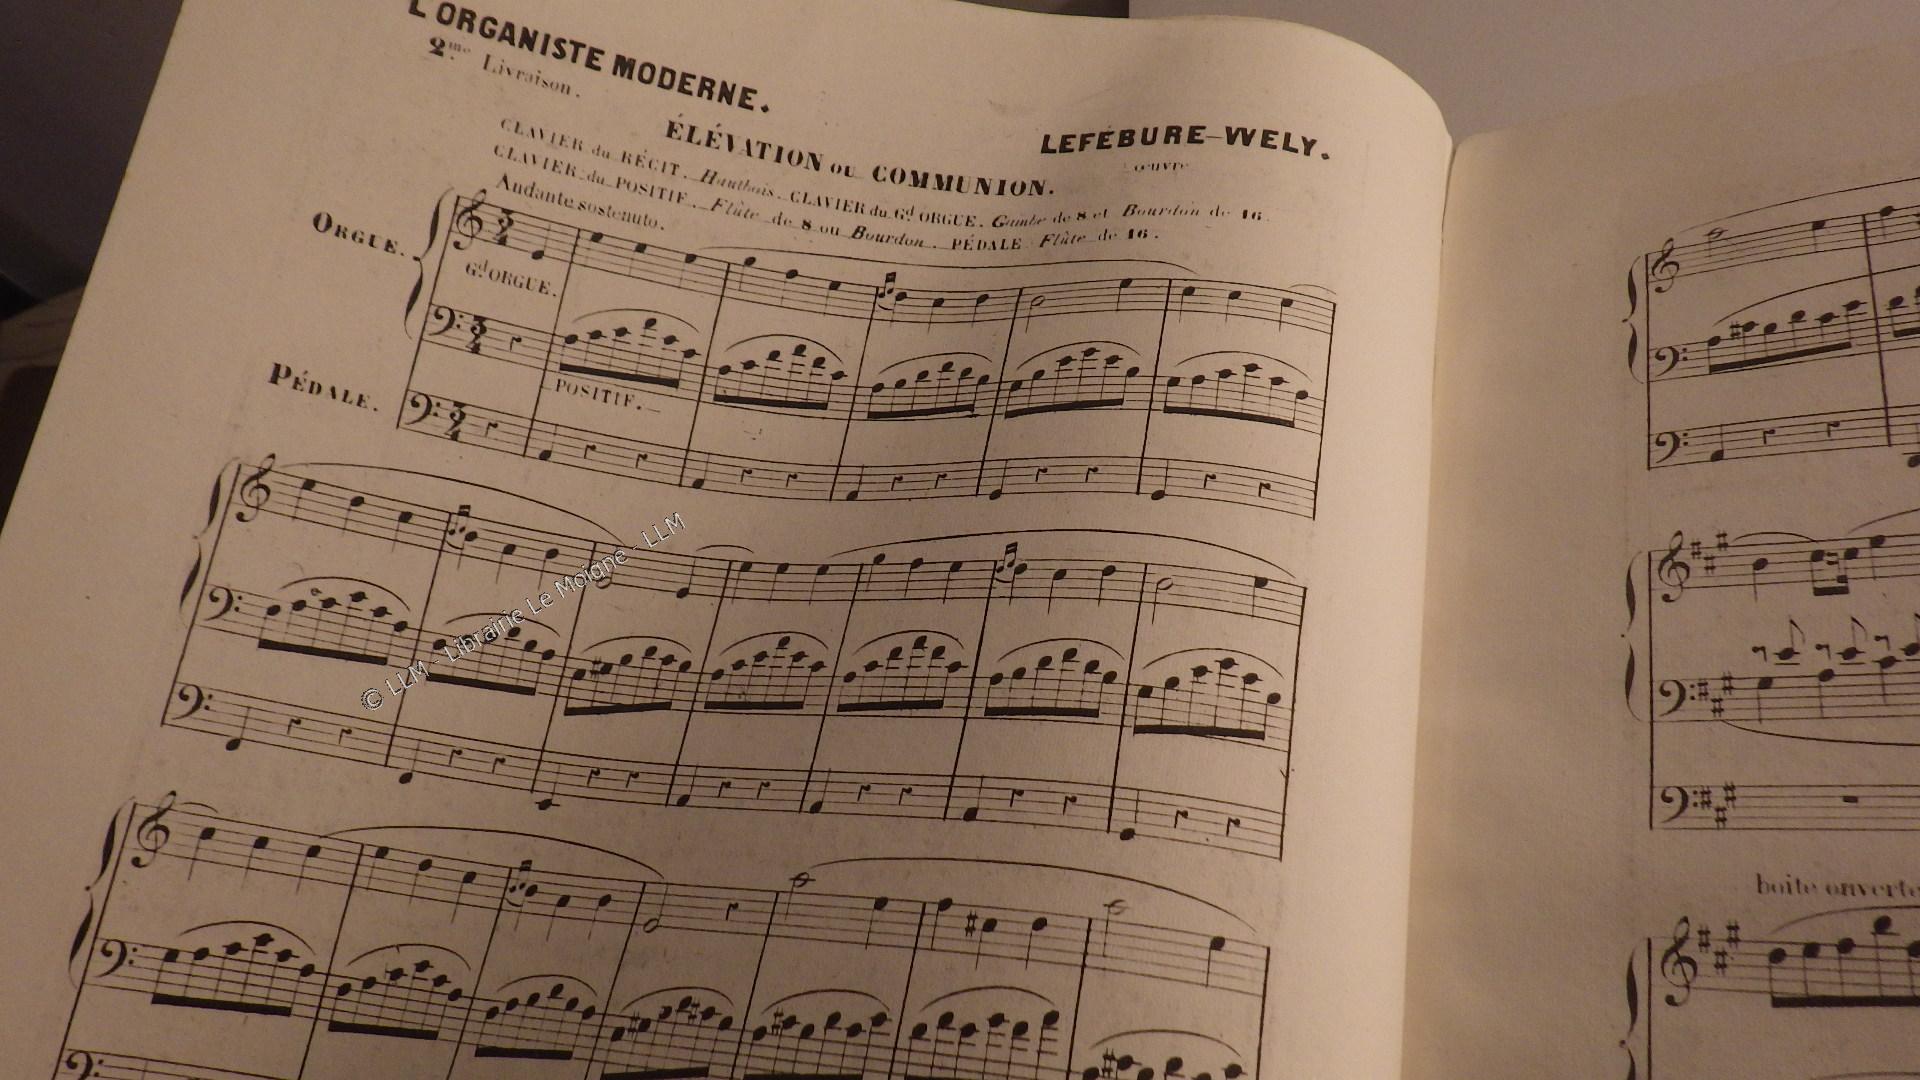 L'ORGANISTE MODERNE.
2me Livraison.
LEFÉBURE-WELY.
œuvre
ÉLÉVATION OU COMMUNION.
CLAVIER du RÉCIT. Hautbois. CLAVIER du Gd ORGUE. Gambe de 8 et Bourdon de 16.
CLAVIER du POSITIF. Flûte de 8 ou Bourdon. PÉDALE Flûte de 16.
Andante sostenuto.
ORGUE.
Gd ORGUE.
POSITIF.
PÉDALE.
© LLM - Librairie Le Moigne - LLM
boite ouverte